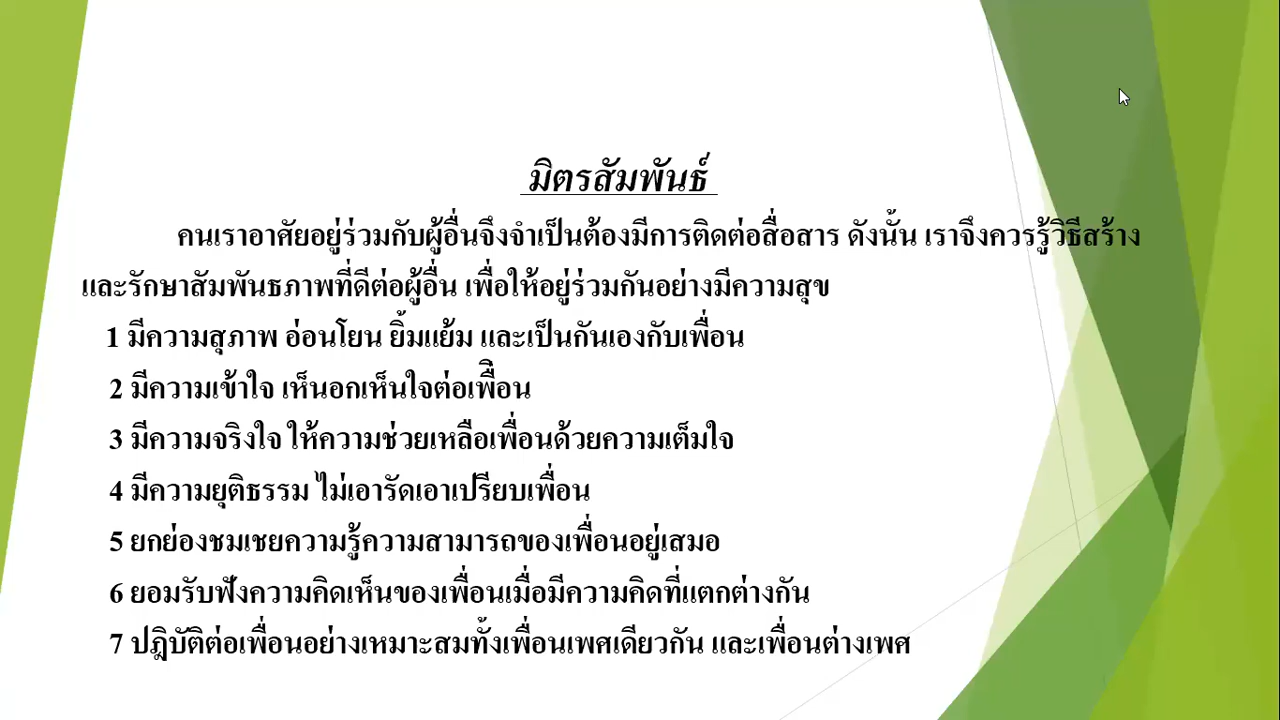 มิตรสัมพันธ์
คนเราอาศัยอยู่ร่วมกับผู้อื่นจึงจำเป็นต้องมีการติดต่อสื่อสาร ดังนั้น เราจึงควรรู้วิธีสร้าง
และรักษาสัมพันธภาพที่ดีต่อผู้อื่น เพื่อให้อยู่ร่วมกันอย่างมีความสุข
1 มีความสุภาพ อ่อนโยน ยิ้มแย้ม และเป็นกันเองกับเพื่อน
2 มีความเข้าใจ เห็นอกเห็นใจต่อเพื่อน
3 มีความจริงใจ ให้ความช่วยเหลือเพื่อนด้วยความเต็มใจ
4 มีความยุติธรรม ไม่เอารัดเอาเปรียบเพื่อน
5 ยกย่องชมเชยความรู้ความสามารถของเพื่อนอยู่เสมอ
6 ยอมรับฟังความคิดเห็นของเพื่อนเมื่อมีความคิดที่แตกต่างกัน
7 ปฎิบัติต่อเพื่อนอย่างเหมาะสมทั้งเพื่อนเพศเดียวกัน และเพื่อนต่างเพศ